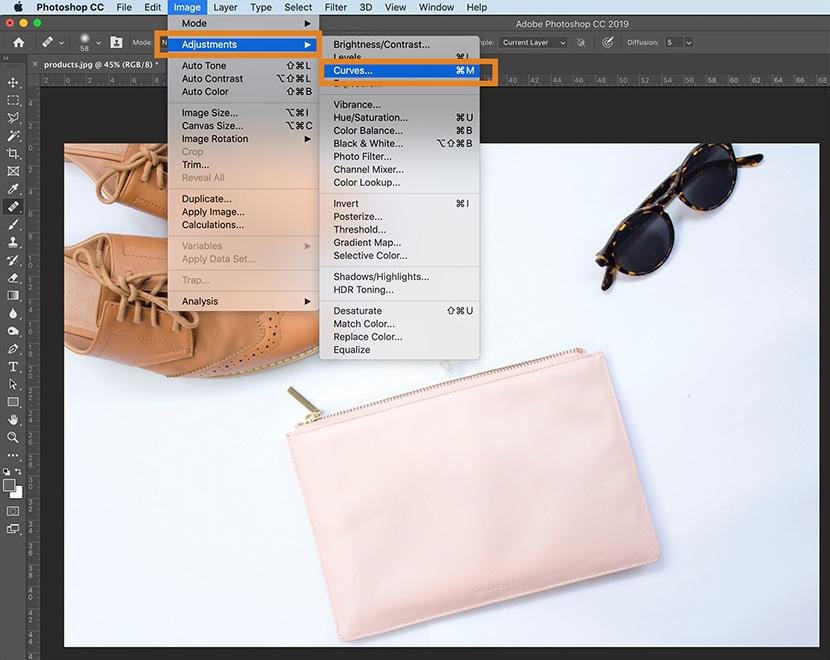 Photoshop CC File Edit Image Layer Type Select Filter 3D View Window Help
Adobe Photoshop CC 2019
58 Mode: Current Layer Diffusion: 5
products.jpg @ 45% (RGB/8) *
Mode
Adjustments
Auto Tone ⇧⌘L
Auto Contrast ⌥⇧⌘L
Auto Color ⇧⌘B
Image Size... ⌥⌘I
Canvas Size... ⌥⌘C
Image Rotation
Crop
Trim...
Reveal All
Duplicate...
Apply Image...
Calculations...
Variables
Apply Data Set...
Trap...
Analysis
Brightness/Contrast...
Levels...
Curves... ⌘M
Exposure...
Vibrance...
Hue/Saturation... ⌘U
Color Balance... ⌘B
Black & White... ⌥⇧⌘B
Photo Filter...
Channel Mixer...
Color Lookup...
Invert ⌘I
Posterize...
Threshold...
Gradient Map...
Selective Color...
Shadows/Highlights...
HDR Toning...
Desaturate ⇧⌘U
Match Color...
Replace Color...
Equalize